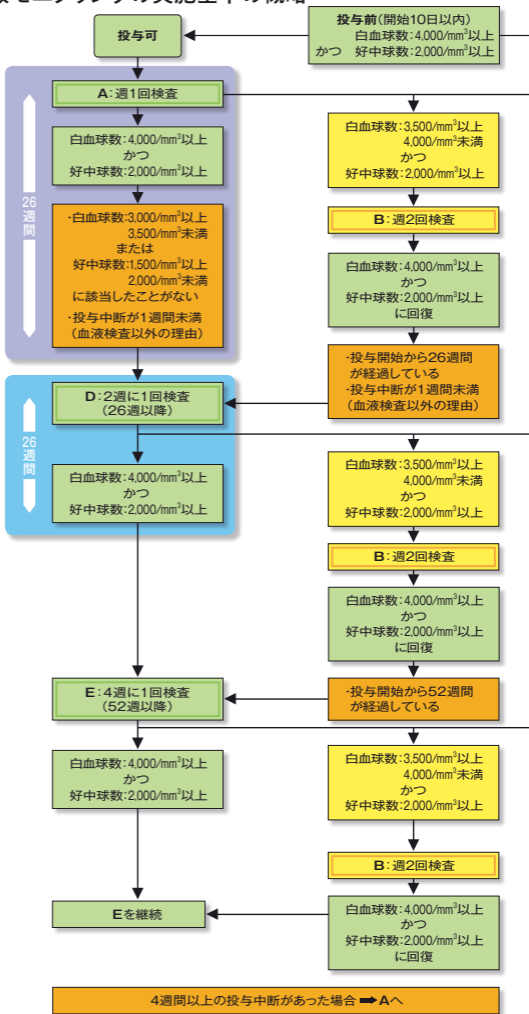 モニタリングの実施基準の概略
投与可
投与前(開始10日以内)
白血球数:4,000/mm³以上
かつ 好中球数:2,000/mm³以上
26週間
A:週1回検査
白血球数:4,000/mm³以上
かつ
好中球数:2,000/mm³以上
・白血球数:3,000/mm³以上
3,500/mm³未満
または
好中球数:1,500/mm³以上
2,000/mm³未満
に該当したことがない
・投与中断が1週間未満
(血液検査以外の理由)
白血球数:3,500/mm³以上
4,000/mm³未満
かつ
好中球数:2,000/mm³以上
B:週2回検査
白血球数:4,000/mm³以上
かつ
好中球数:2,000/mm³以上
に回復
・投与開始から26週間
が経過している
・投与中断が1週間未満
(血液検査以外の理由)
26週間
D:2週に1回検査
(26週以降)
白血球数:4,000/mm³以上
かつ
好中球数:2,000/mm³以上
白血球数:3,500/mm³以上
4,000/mm³未満
かつ
好中球数:2,000/mm³以上
B:週2回検査
白血球数:4,000/mm³以上
かつ
好中球数:2,000/mm³以上
に回復
・投与開始から52週間
が経過している
E:4週に1回検査
(52週以降)
白血球数:4,000/mm³以上
かつ
好中球数:2,000/mm³以上
白血球数:3,500/mm³以上
4,000/mm³未満
かつ
好中球数:2,000/mm³以上
B:週2回検査
白血球数:4,000/mm³以上
かつ
好中球数:2,000/mm³以上
に回復
Eを継続
4週間以上の投与中断があった場合➡Aへ